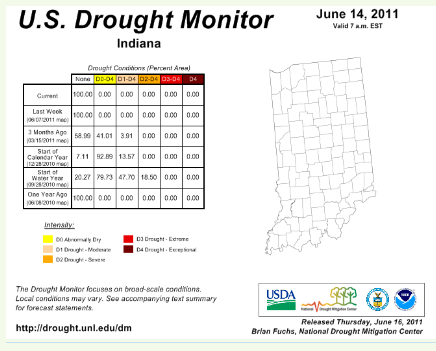 U.S. Drought Monitor
Indiana
June 14, 2011
Valid 7 a.m. EST
Drought Conditions (Percent Area)
None D0-D4 D1-D4 D2-D4 D3-D4 D4
Current 100.00 0.00 0.00 0.00 0.00 0.00
Last Week (06/07/2011 map) 100.00 0.00 0.00 0.00 0.00 0.00
3 Months Ago (03/15/2011 map) 58.99 41.01 3.91 0.00 0.00 0.00
Start of Calendar Year (12/28/2010 map) 7.11 92.89 13.57 0.00 0.00 0.00
Start of Water Year (09/28/2010 map) 20.27 79.73 47.70 18.50 0.00 0.00
One Year Ago (06/08/2010 map) 100.00 0.00 0.00 0.00 0.00 0.00
Intensity:
D0 Abnormally Dry
D1 Drought - Moderate
D2 Drought - Severe
D3 Drought - Extreme
D4 Drought - Exceptional
The Drought Monitor focuses on broad-scale conditions.
Local conditions may vary. See accompanying text summary
for forecast statements.
http://drought.unl.edu/dm
USDA
National Drought Mitigation Center
Released Thursday, June 16, 2011
Brian Fuchs, National Drought Mitigation Center